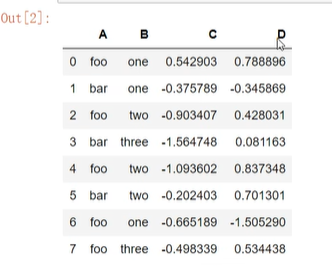 Out[2]:
A B C D
0 foo one 0.542903 0.788896
1 bar one -0.375789 -0.345869
2 foo two -0.903407 0.428031
3 bar three -1.564748 0.081163
4 foo two -1.093602 0.837348
5 bar two -0.202403 0.701301
6 foo one -0.665189 -1.505290
7 foo three -0.498339 0.534438